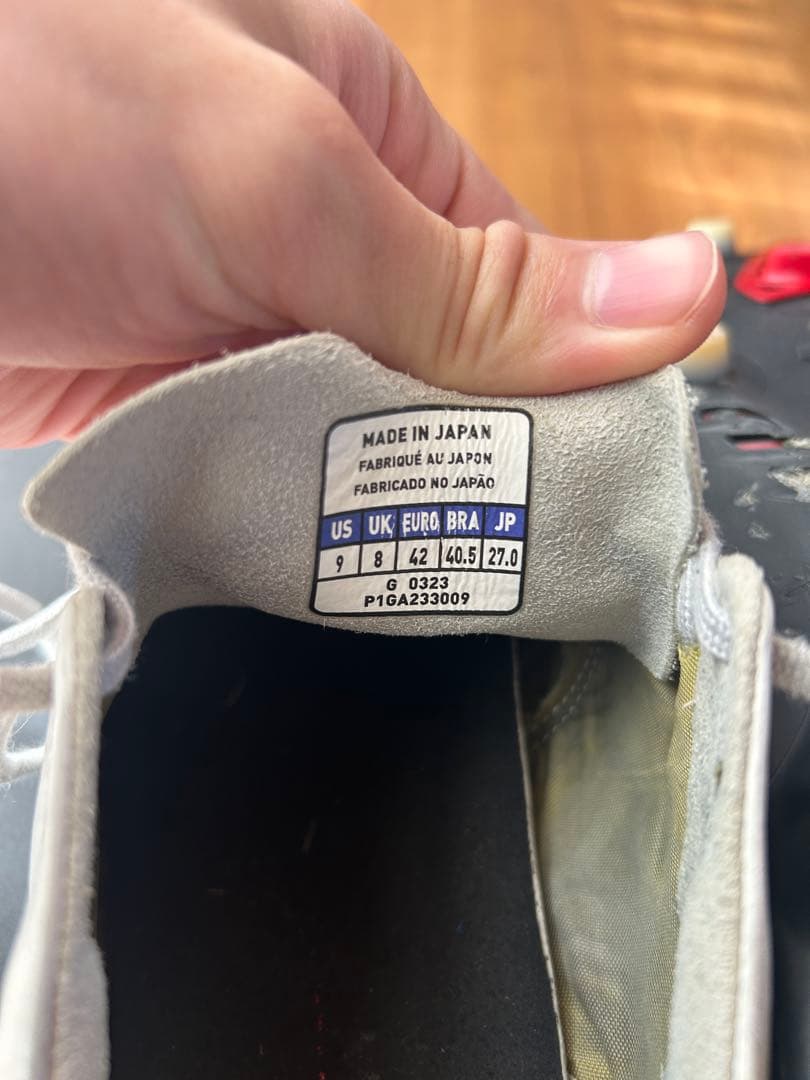 MADE IN JAPAN
FABRIQUÉ AU JAPON
FABRICADO NO JAPÃO
US UK EURO BRA JP
9 8 42 40.5 27.0
G 0323
P1GA233009